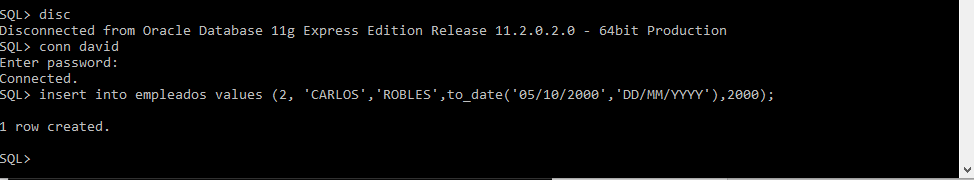 SQL> disc
Disconnected from Oracle Database 11g Express Edition Release 11.2.0.2.0 - 64bit Production
SQL> conn david
Enter password:
Connected.
SQL> insert into empleados values (2, 'CARLOS','ROBLES',to_date('05/10/2000','DD/MM/YYYY'),2000);
1 row created.
SQL>